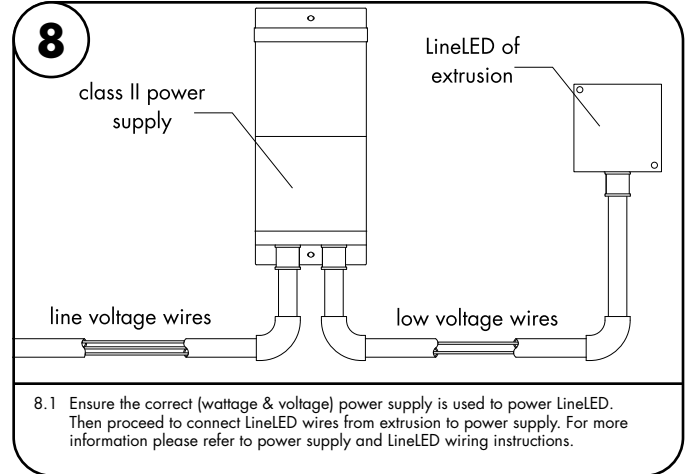 8
class II power
supply
LineLED of
extrusion
line voltage wires
low voltage wires
8.1 Ensure the correct (wattage & voltage) power supply is used to power LineLED.
Then proceed to connect LineLED wires from extrusion to power supply. For more
information please refer to power supply and LineLED wiring instructions.